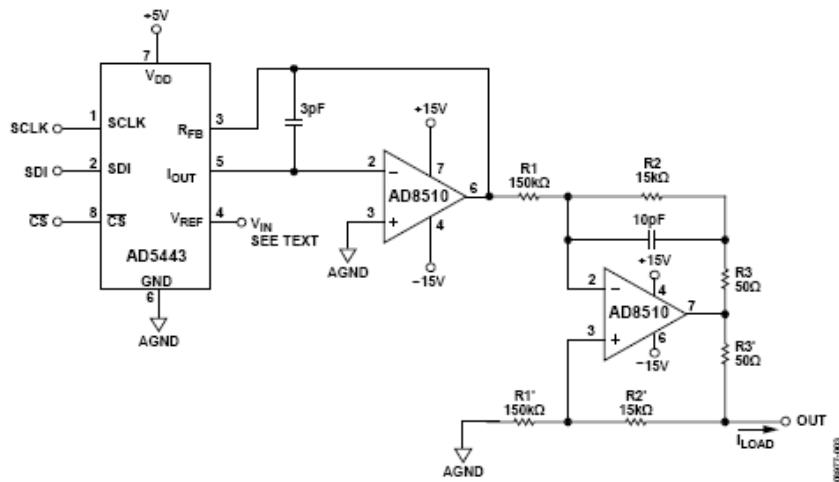 +5V
7
VDD
SCLK
1
SCLK
RFB
3
3pF
+15V
SDI
2
SDI
IOUT
5
2
−
7
AD8510
6
R1
150kΩ
R2
15kΩ
CS
8
CS
VREF
4
VIN
SEE TEXT
3
+
4
AGND
−15V
10pF
AD5443
GND
6
AGND
+15V
R3
50Ω
2
−
4
AD8510
7
3
+
6
−15V
R3'
50Ω
R1'
150kΩ
R2'
15kΩ
OUT
ILOAD
AGND